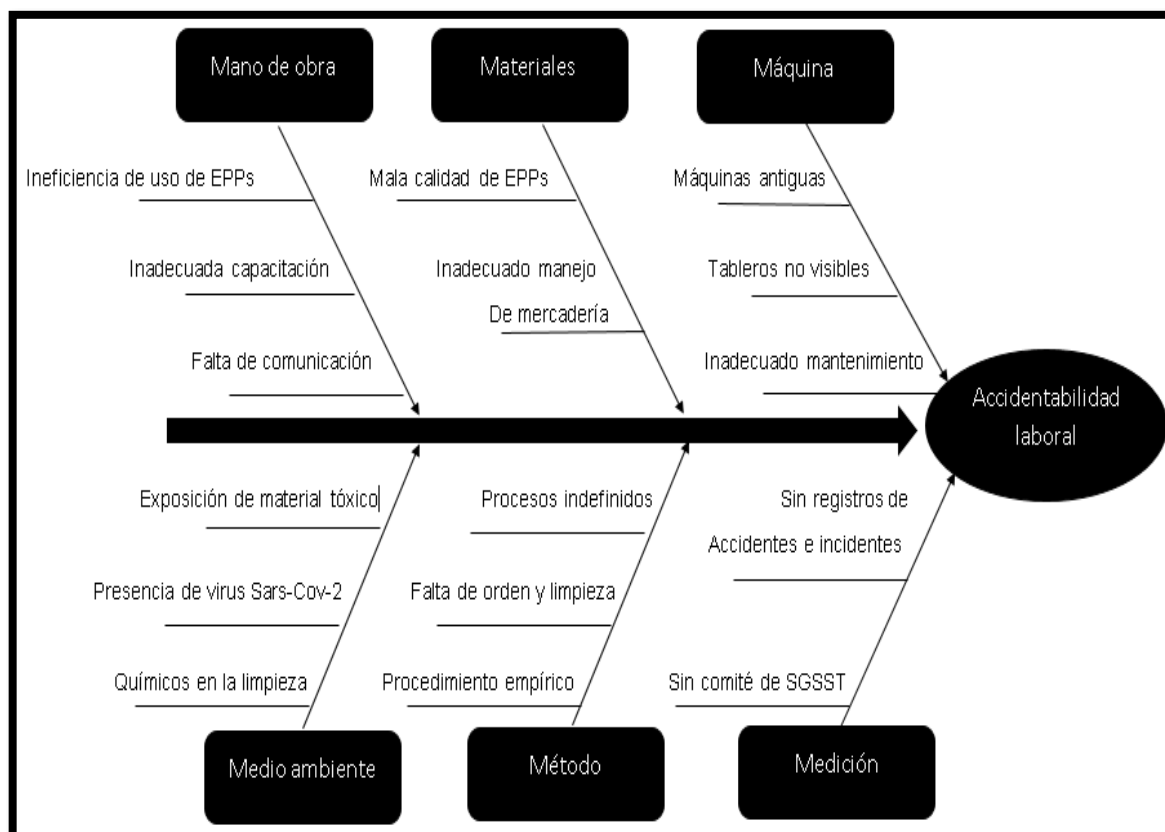 Mano de obra
Materiales
Máquina
Ineficiencia de uso de EPPs
Mala calidad de EPPs
Máquinas antiguas
Inadecuada capacitación
Inadecuado manejo
De mercadería
Tableros no visibles
Falta de comunicación
Inadecuado mantenimiento
Accidentabilidad
laboral
Exposición de material tóxico
Procesos indefinidos
Sin registros de
Accidentes e incidentes
Presencia de virus Sars-Cov-2
Falta de orden y limpieza
Químicos en la limpieza
Procedimiento empírico
Sin comité de SGSST
Medio ambiente
Método
Medición